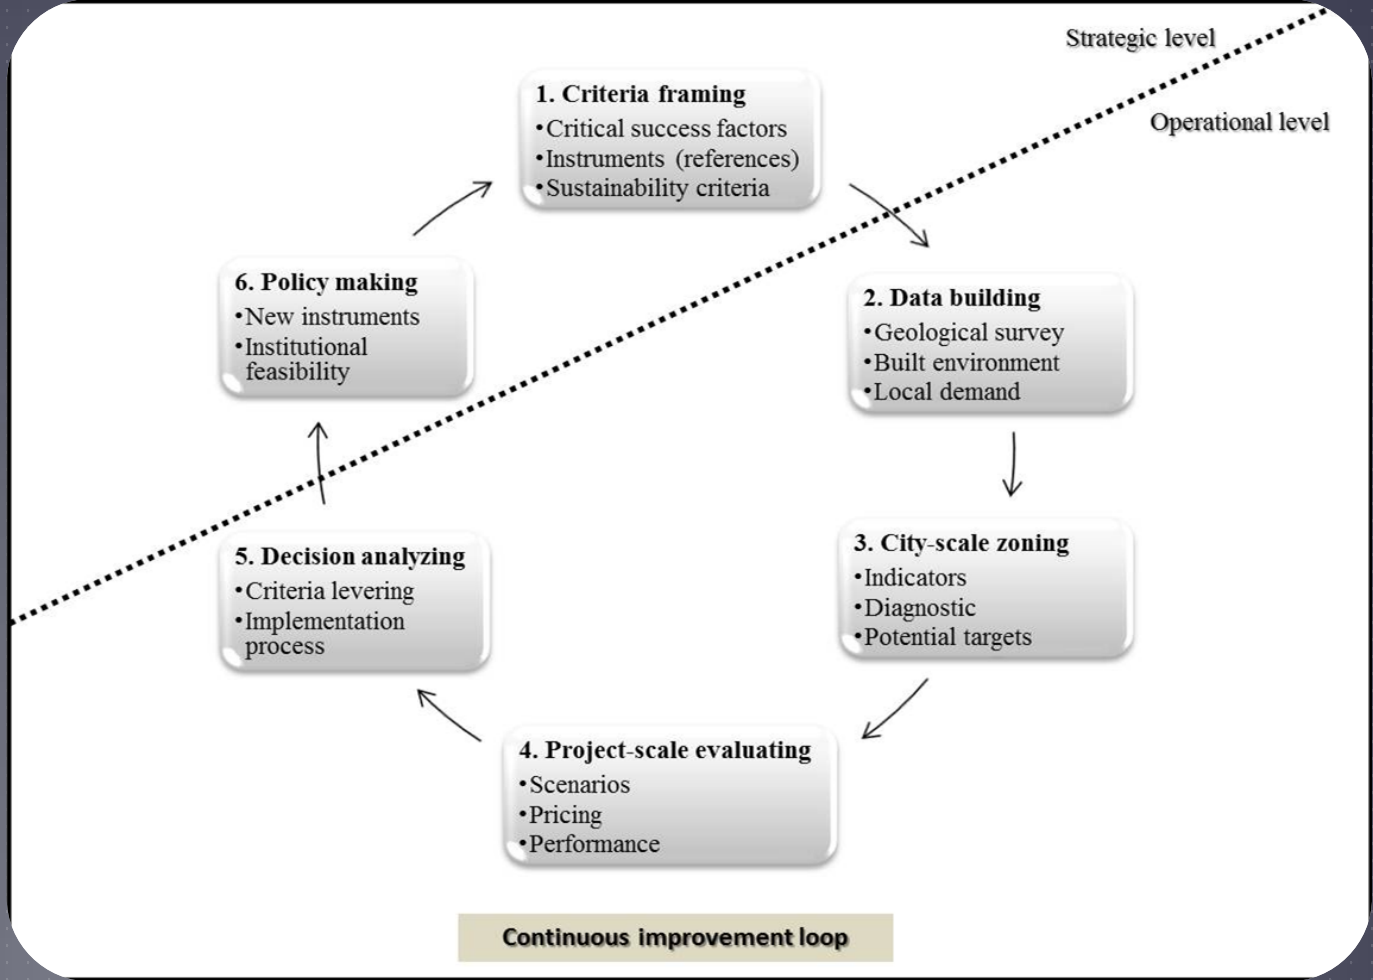 Strategic level
Operational level
1. Criteria framing
•Critical success factors
•Instruments (references)
•Sustainability criteria
2. Data building
•Geological survey
•Built environment
•Local demand
3. City-scale zoning
•Indicators
•Diagnostic
•Potential targets
4. Project-scale evaluating
•Scenarios
•Pricing
•Performance
5. Decision analyzing
•Criteria levering
•Implementation
process
6. Policy making
•New instruments
•Institutional
feasibility
Continuous improvement loop